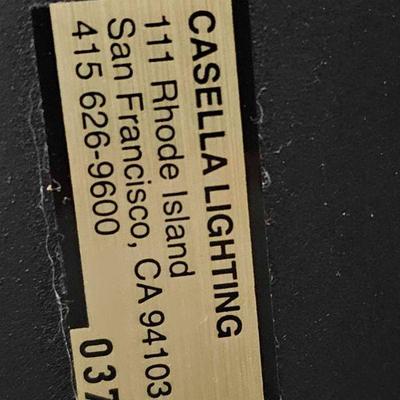 CASELLA LIGHTING
111 Rhode Island
San Francisco, CA 94103
415 626-9600
037